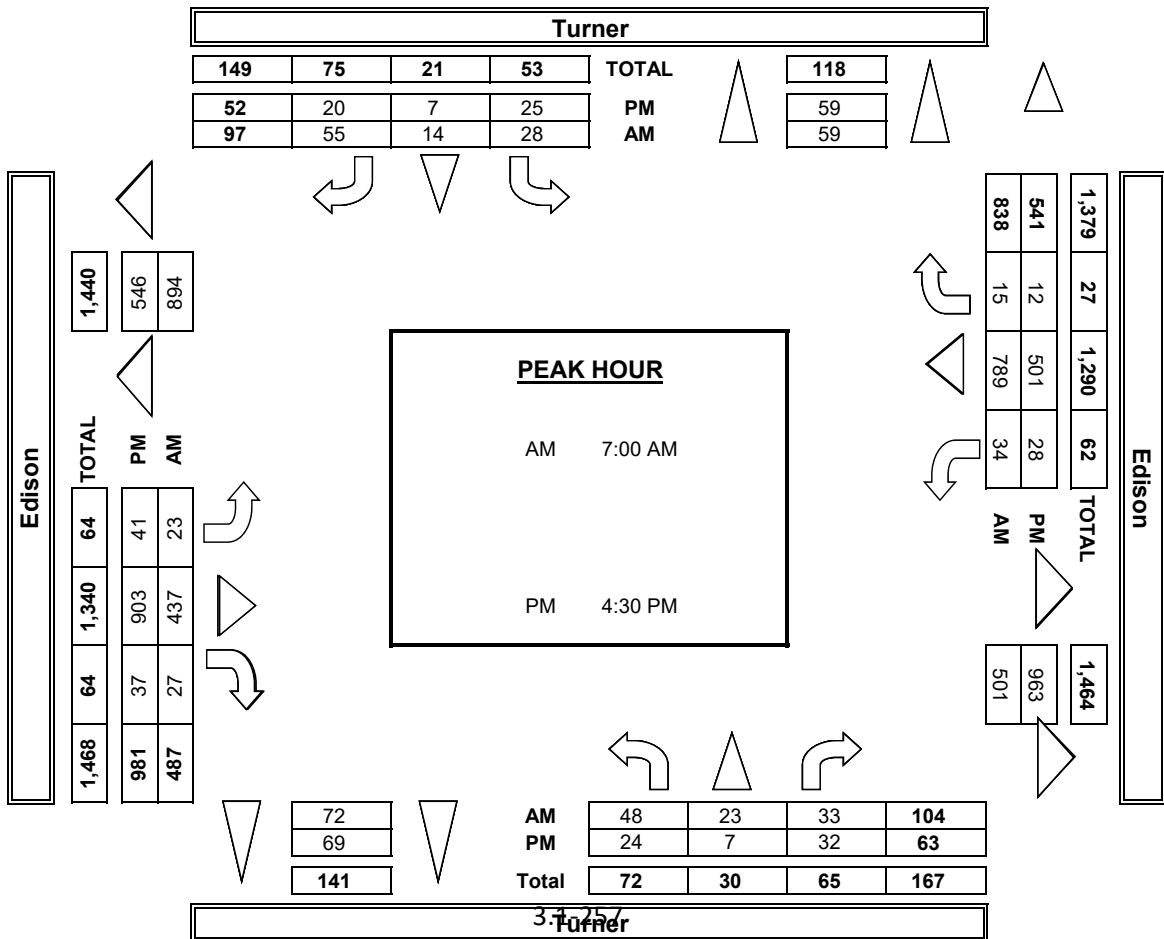 Turner
149 75 21 53 TOTAL 118
52 20 7 25 PM 59
97 55 14 28 AM 59
Edison
1,440
546 894
TOTAL PM AM
64 41 23
1,340 903 437
64 37 27
1,468 981 487
PEAK HOUR
AM 7:00 AM
PM 4:30 PM
838 541 1,379
15 12 27
789 501 1,290
34 28 62
AM PM TOTAL
501 963 1,464
Edison
72 AM 48 23 33 104
69 PM 24 7 32 63
141 Total 72 30 65 167
3.1-257
Turner